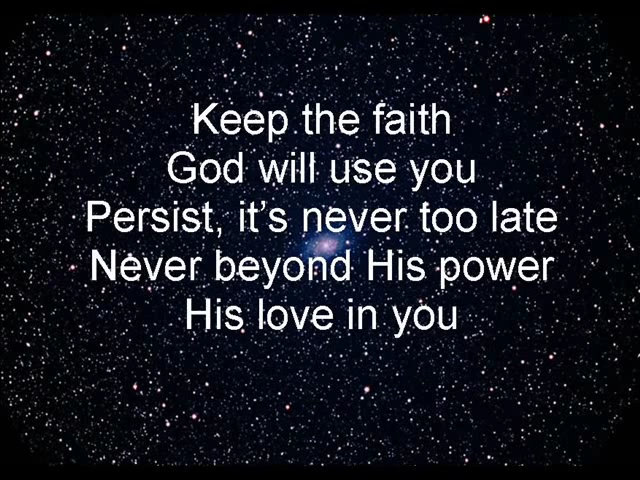 Keep the faith
God will use you
Persist, it's never too late
Never beyond His power
His love in you